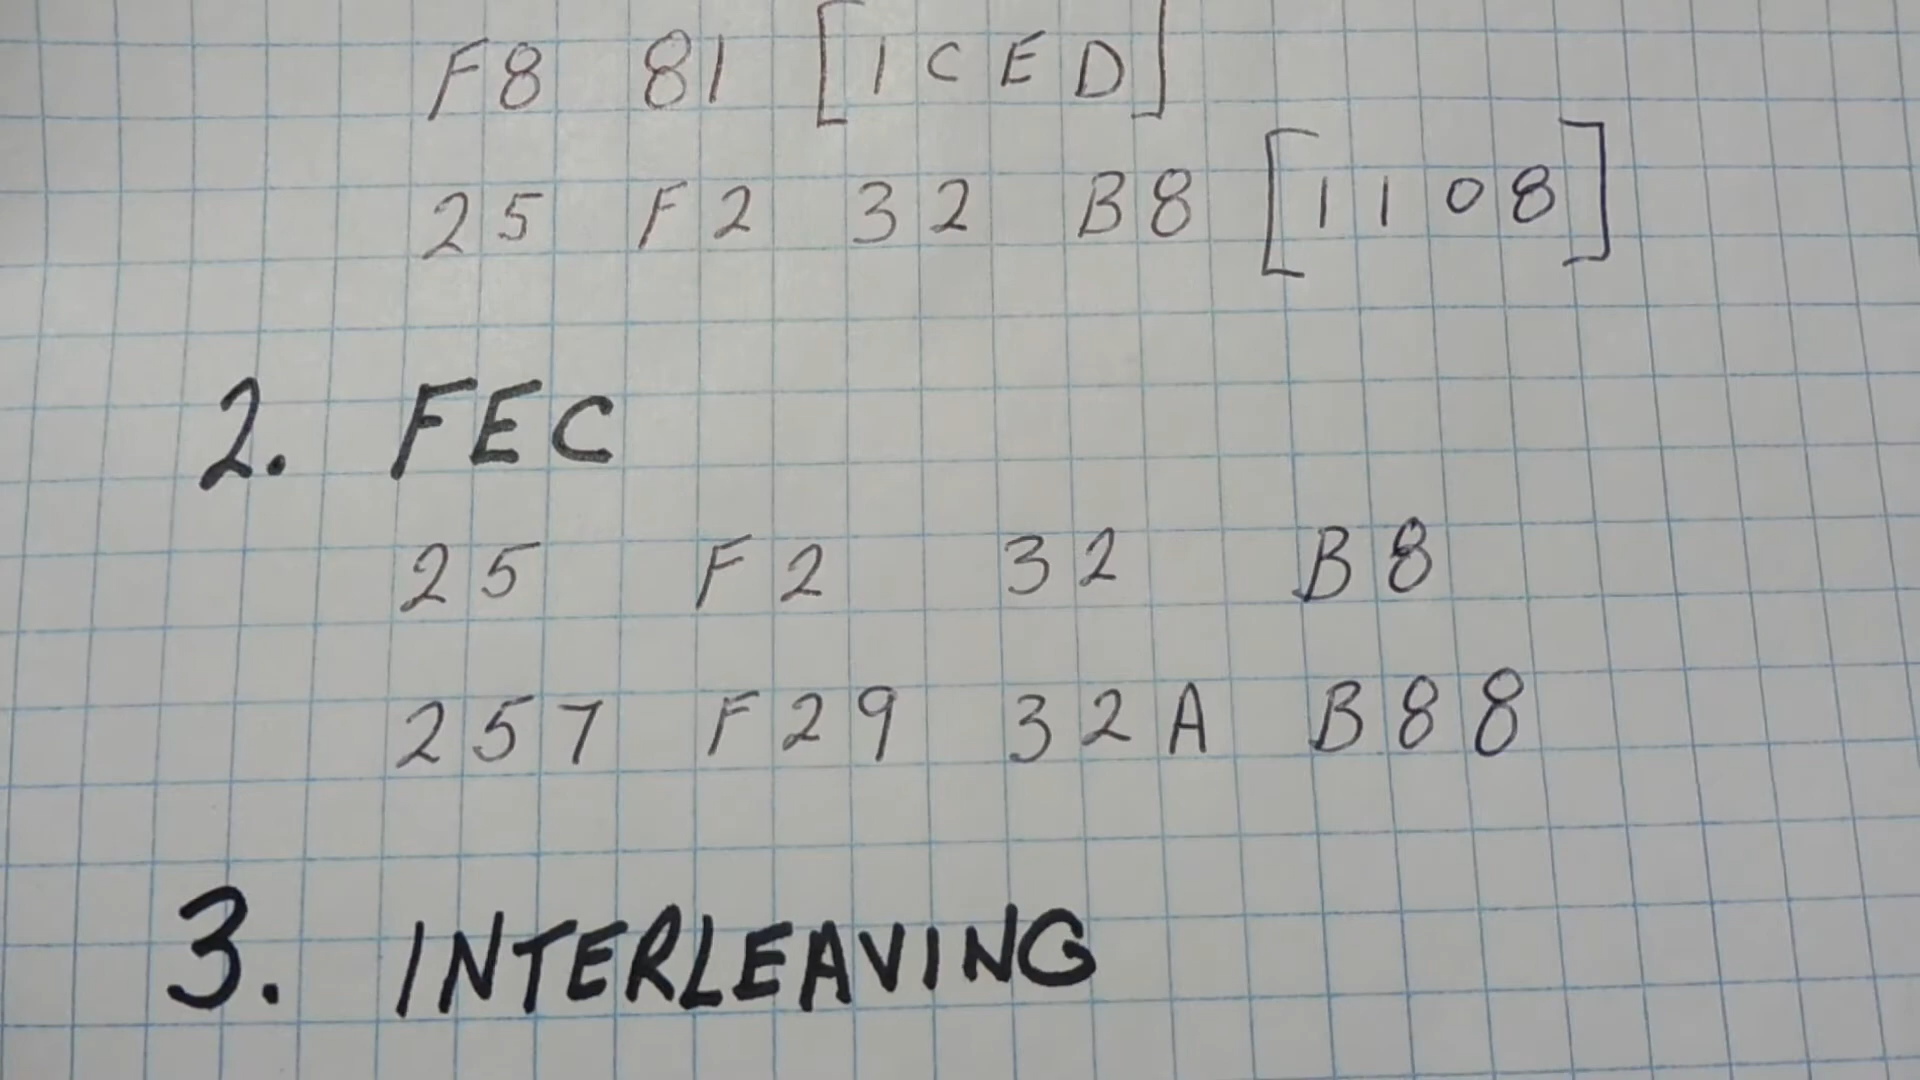 F8 81 [1CED]
25 F2 32 B8 [1108]
2. FEC
25 F2 32 B8
257 F29 32A B88
3. INTERLEAVING